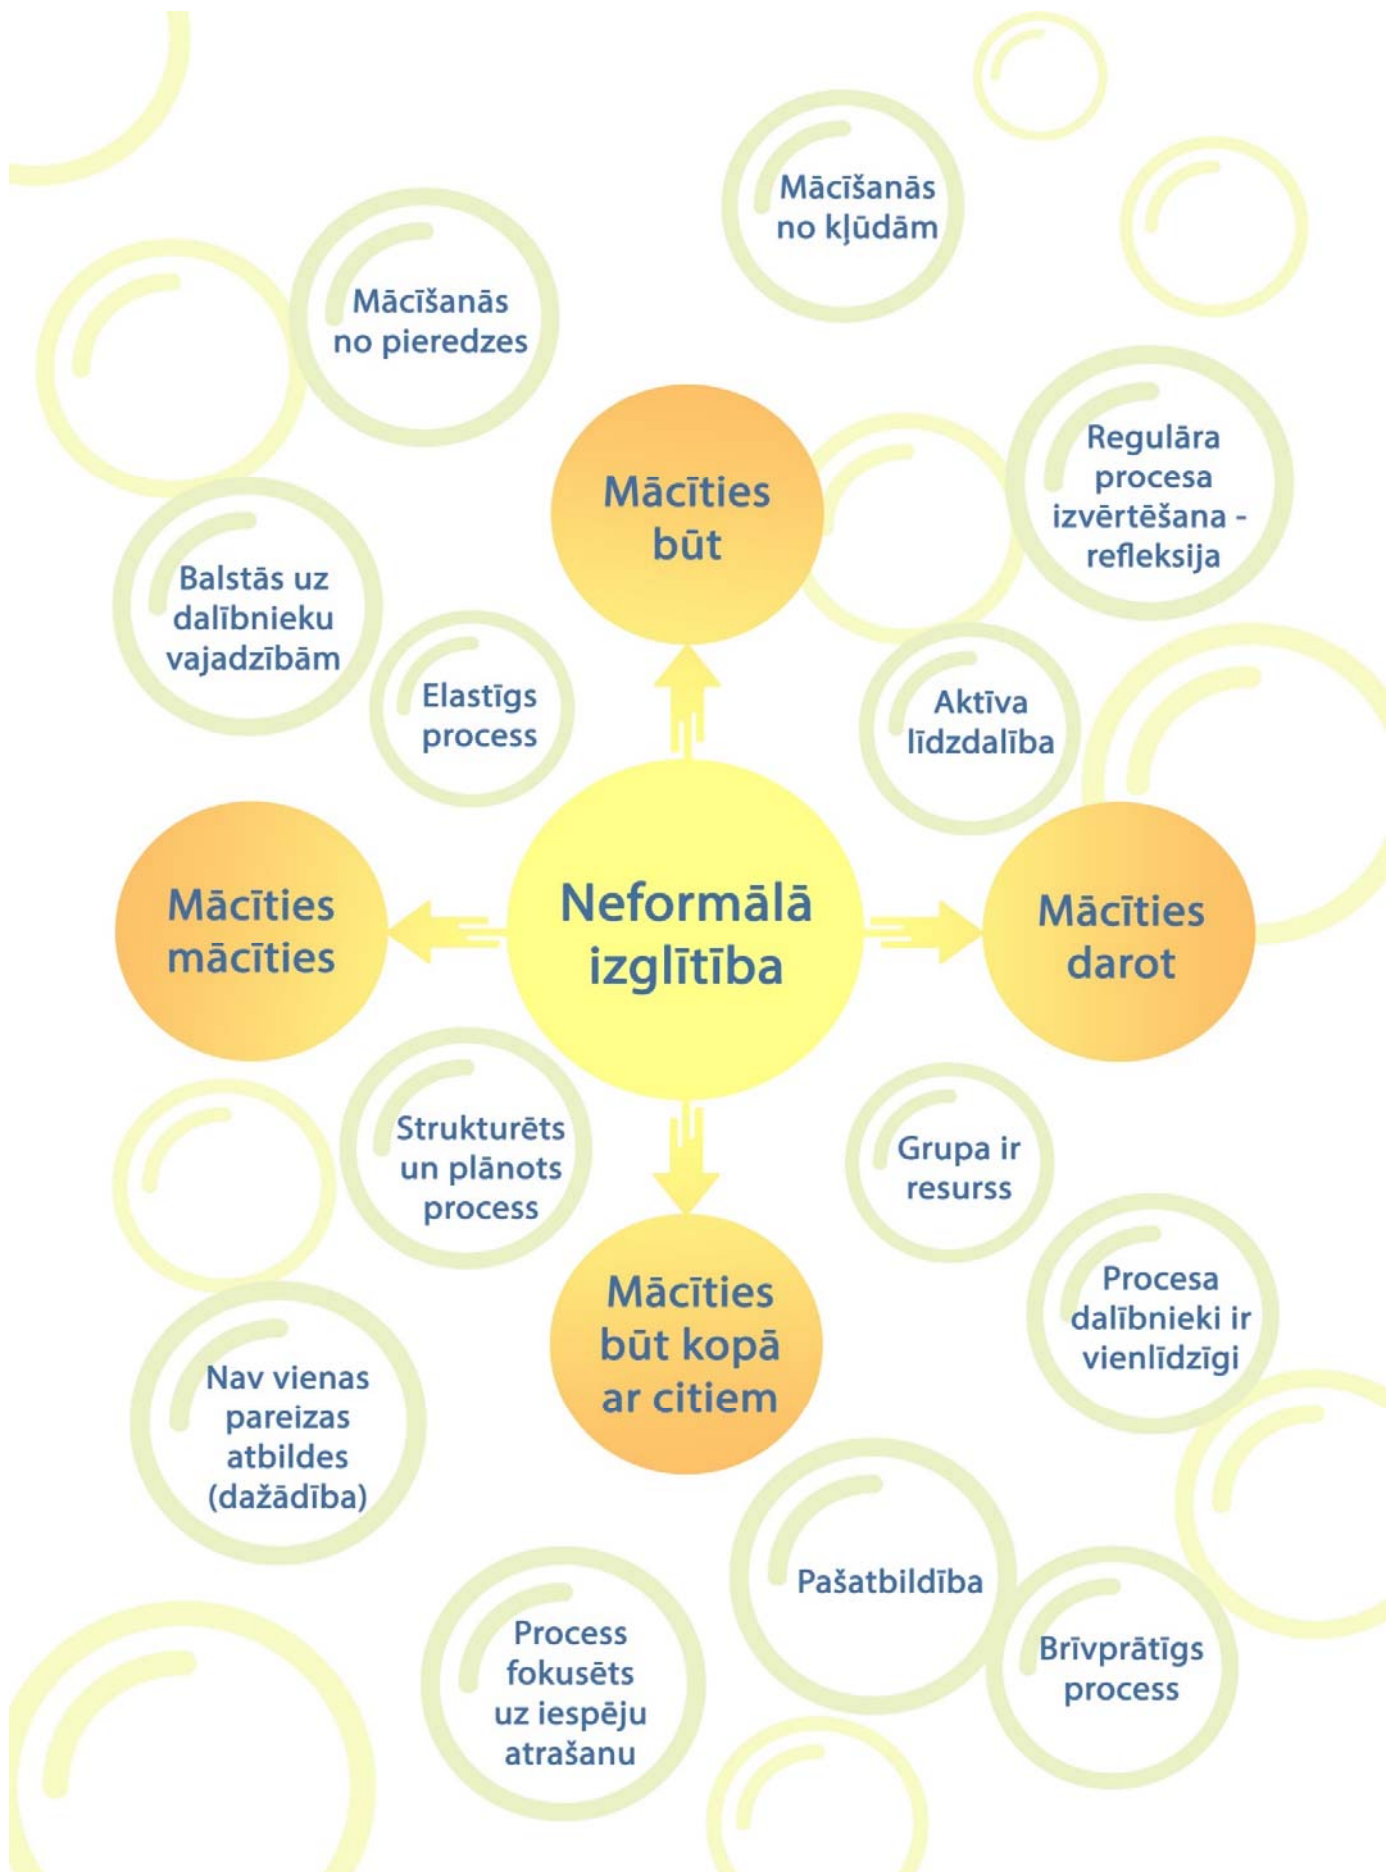 Mācīšanās
no kļūdām
Mācīšanās
no pieredzes
Regulāra
procesa
izvērtēšana -
refleksija
Mācīties
būt
Balstās uz
dalībnieku
vajadzībām
Elastīgs
process
Aktīva
līdzdalība
Mācīties
mācīties
Neformālā
izglītība
Mācīties
darot
Strukturēts
un plānots
process
Grupa ir
resurss
Mācīties
būt kopā
ar citiem
Procesa
dalībnieki ir
vienlīdzīgi
Nav vienas
pareizas
atbildes
(dažādība)
Pašatbildība
Process
fokusēts
uz iespēju
atrašanu
Brīvprātīgs
process